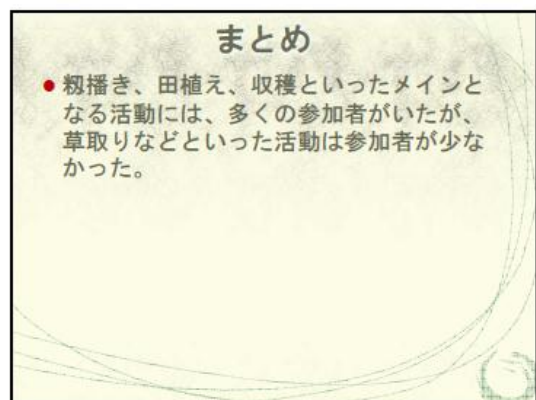 まとめ
● 籾播き、田植え、収穫といったメインと
なる活動には、多くの参加者がいたが、
草取りなどといった活動は参加者が少な
かった。